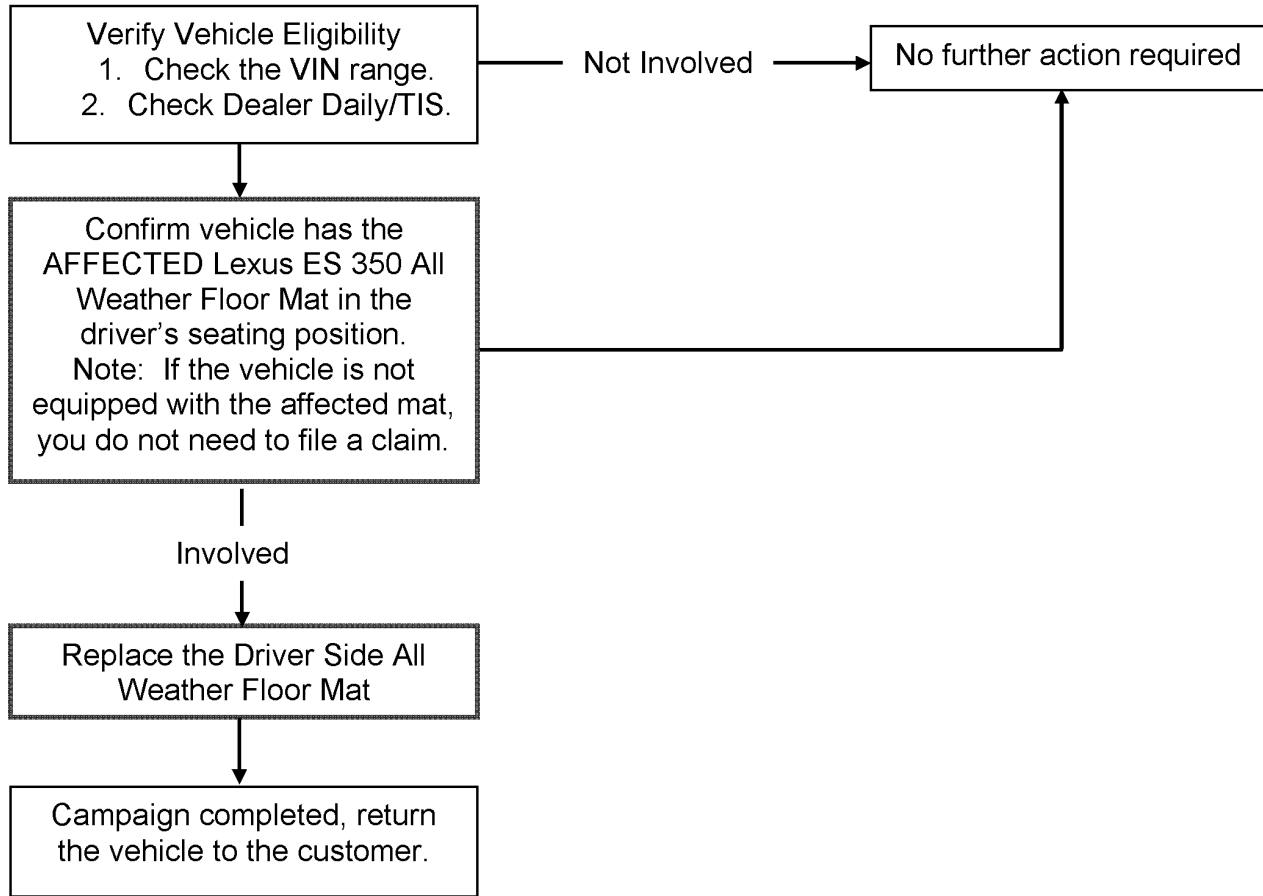 Verify Vehicle Eligibility
1. Check the VIN range.
2. Check Dealer Daily/TIS.
Not Involved
No further action required
Confirm vehicle has the
AFFECTED Lexus ES 350 All
Weather Floor Mat in the
driver’s seating position.
Note: If the vehicle is not
equipped with the affected mat,
you do not need to file a claim.
Involved
Replace the Driver Side All
Weather Floor Mat
Campaign completed, return
the vehicle to the customer.